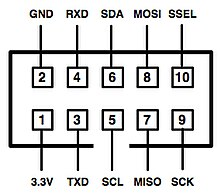 GND RXD SDA MOSI SSEL
2 4 6 8 10
1 3 5 7 9
3.3V TXD SCL MISO SCK